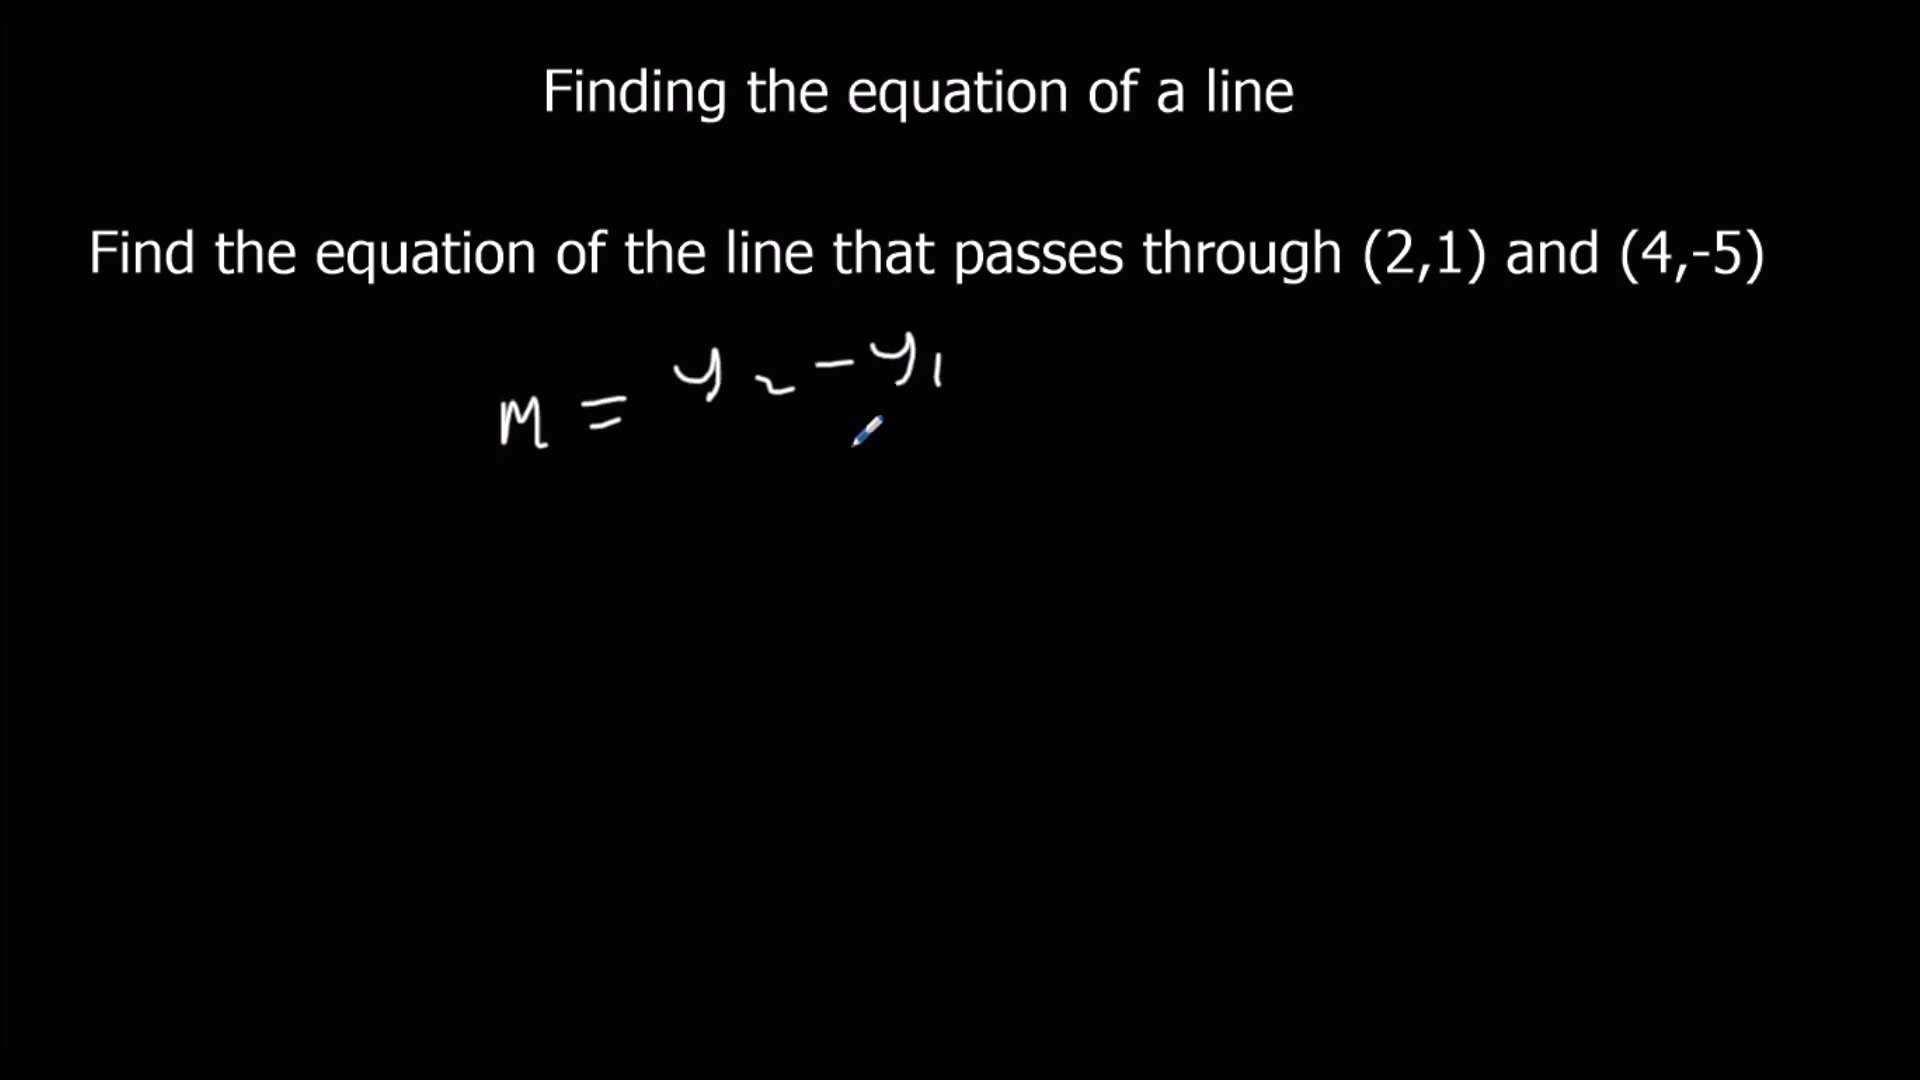 Finding the equation of a line
Find the equation of the line that passes through (2,1) and (4,-5)
m = y₂ - y₁